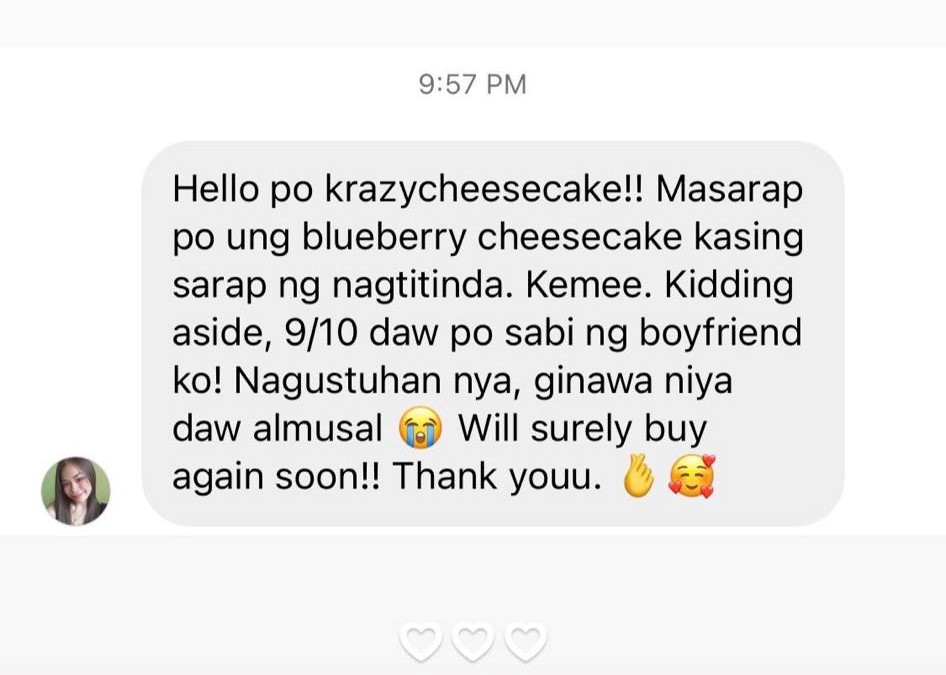 9:57 PM
Hello po krazycheesecake!! Masarap
po ung blueberry cheesecake kasing
sarap ng nagtitinda. Kemee. Kidding
aside, 9/10 daw po sabi ng boyfriend
ko! Nagustuhan nya, ginawa niya
daw almusal 😭 Will surely buy
again soon!! Thank youu. 🫰 🥰